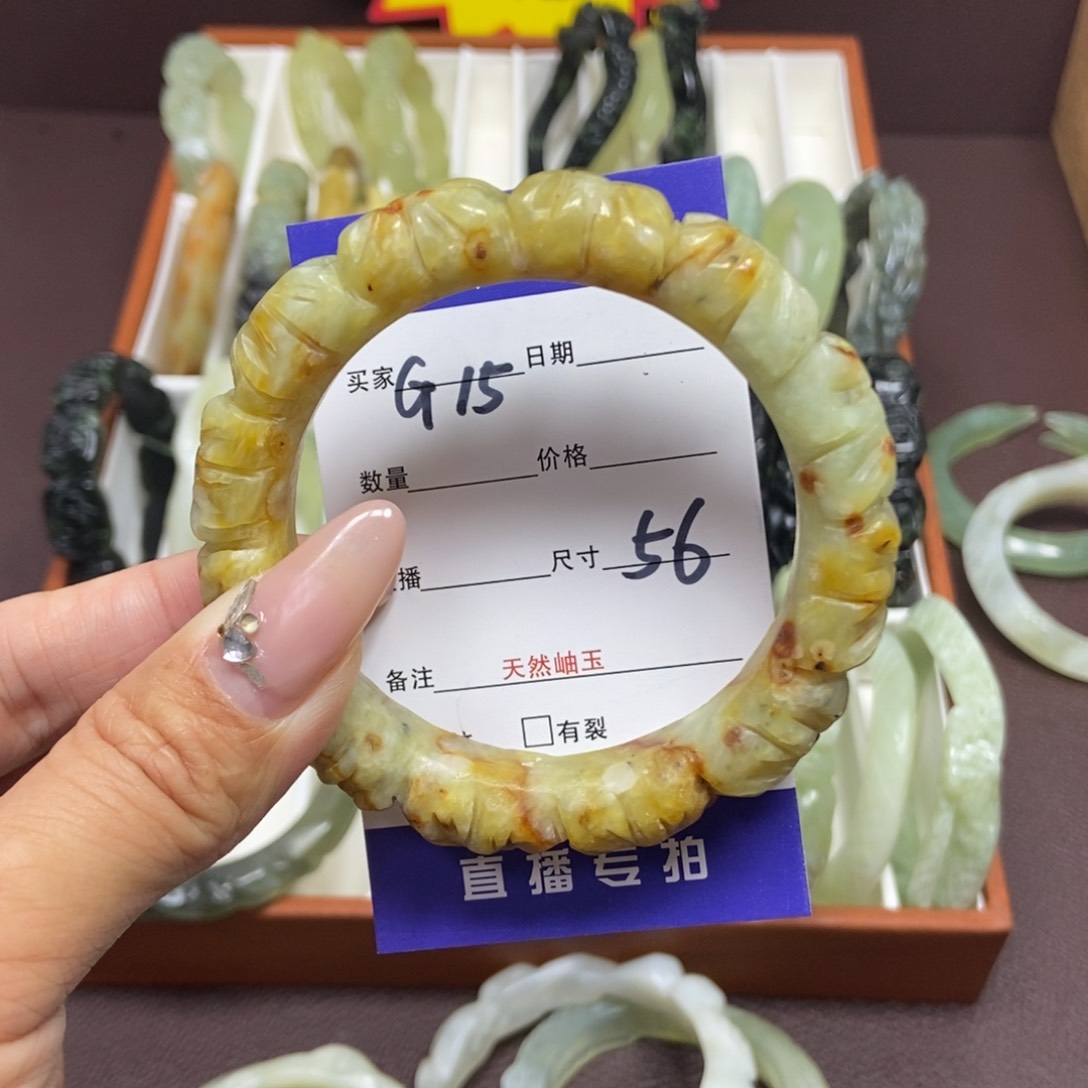 买家 G 15 日期
数量 价格
播 尺寸 56
备注 天然岫玉
□有裂
直播专拍